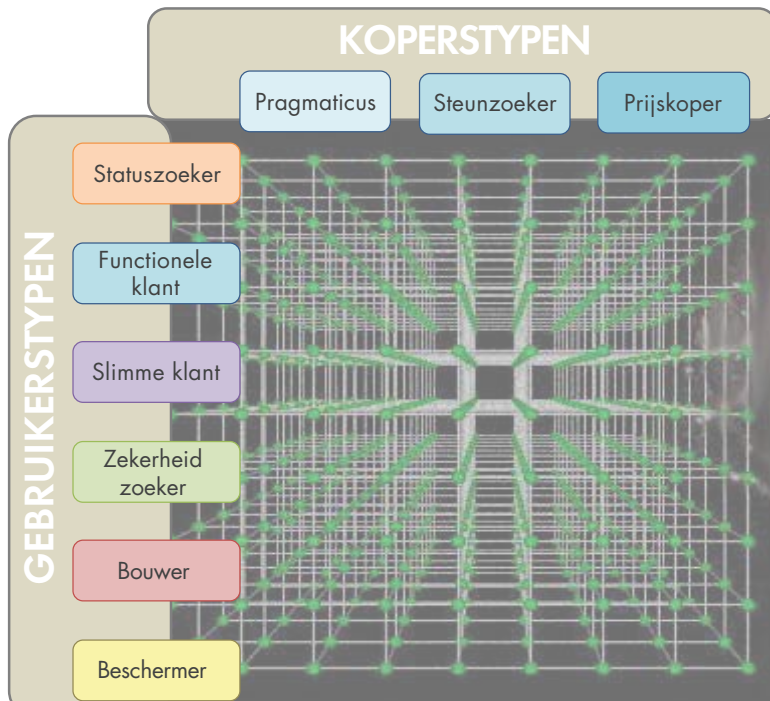 KOPERSTYPEN
Pragmaticus
Steunzoeker
Prijskoper
GEBRUIKERSTYPEN
Statuszoeker
Functionele
klant
Slimme klant
Zekerheid
zoeker
Bouwer
Beschermer